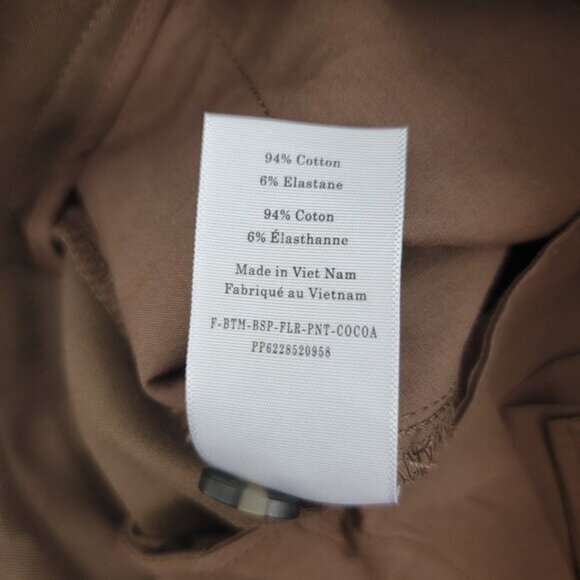 94% Cotton
6% Elastane
94% Coton
6% Élasthanne
Made in Viet Nam
Fabriqué au Vietnam
F-BTM-BSP-FLR-PNT-COCOA
PP6228520958